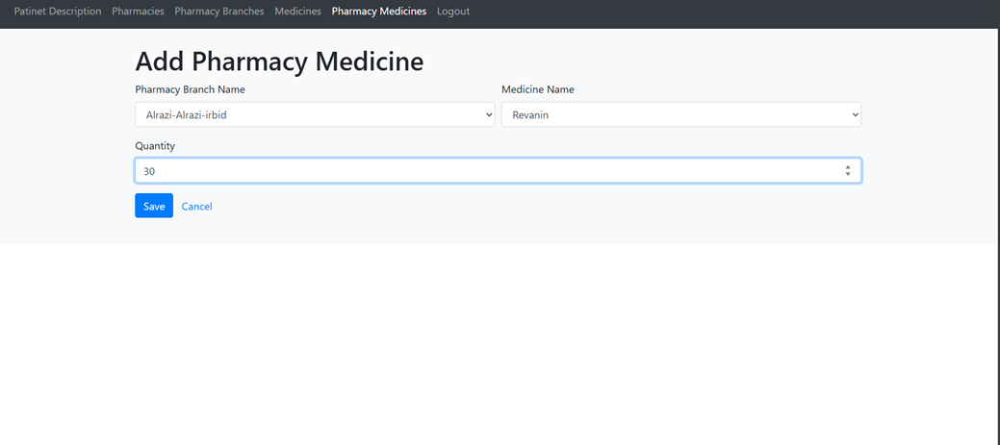 Patinet Description Pharmacies Pharmacy Branches Medicines Pharmacy Medicines Logout
Add Pharmacy Medicine
Pharmacy Branch Name Medicine Name
Alrazi-Alrazi-irbid Revanin
Quantity
30
Save Cancel